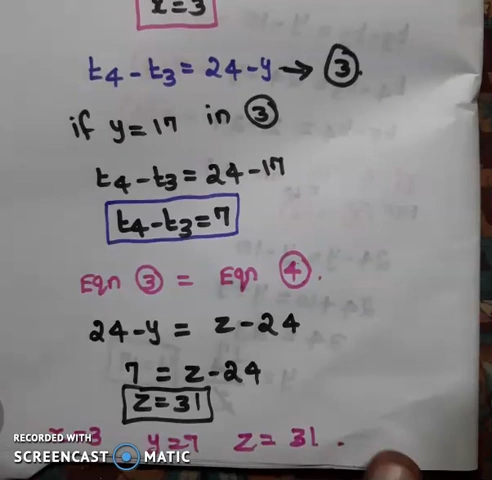 x=3
t4-t3=24-y→③.
if y=17 in ③
t4-t3=24-17
t4-t3=7
Eqn ③ = Eqn ④.
24-y = z-24
7 = z-24
z=31
x=3 y=7 z=31.
RECORDED WITH
SCREENCAST MATIC